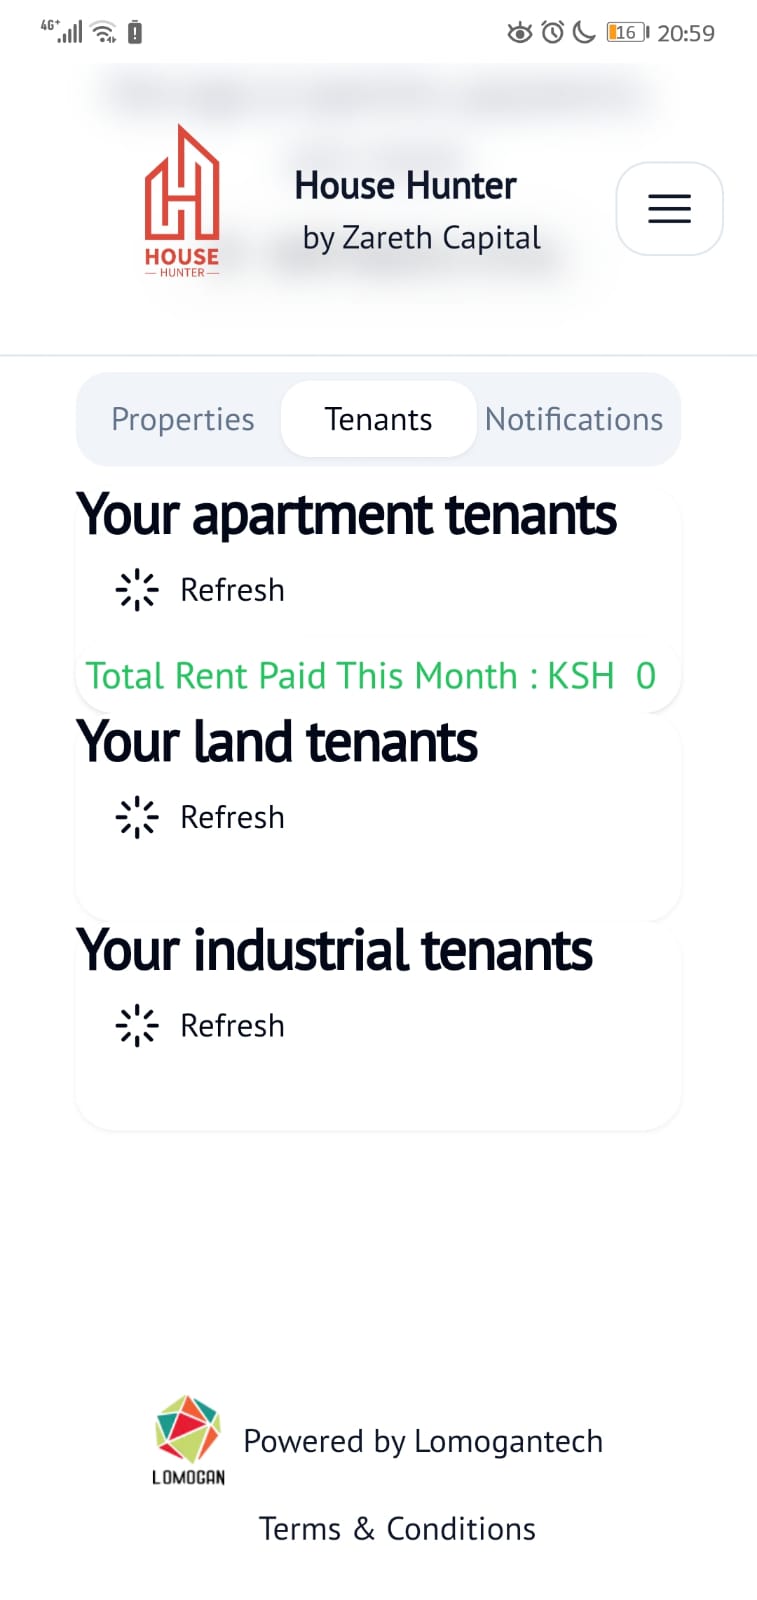 4G+ 16 20:59
HOUSE
HUNTER
House Hunter
by Zareth Capital
Properties Tenants Notifications
Your apartment tenants
Refresh
Total Rent Paid This Month : KSH 0
Your land tenants
Refresh
Your industrial tenants
Refresh
LOMOGAN
Powered by Lomogantech
Terms & Conditions